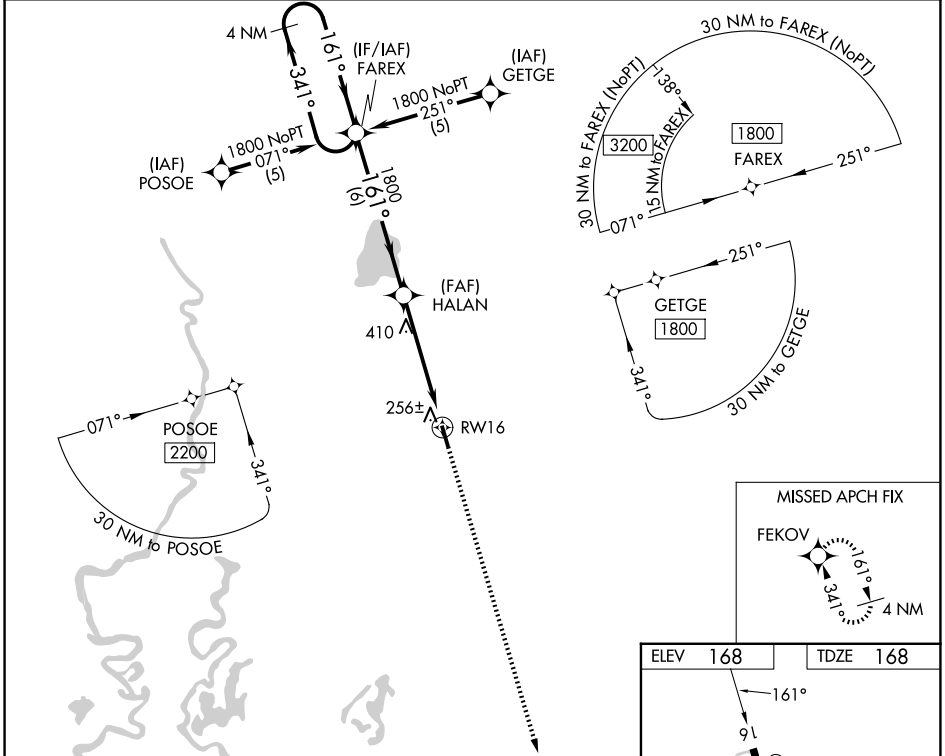 4 NM
161°
341°
(IF/IAF)
FAREX
(IAF)
GETGE
1800 NoPT
251°
(5)
(IAF)
POSOE
1800 NoPT
071°
(5)
1800
161°
(6)
(FAF)
HALAN
410
256±
RW16
30 NM to FAREX (NoPT)
30 NM to FAREX (NoPT)
138°
15 NM to FAREX
3200
1800
FAREX
251°
071°
251°
GETGE
1800
341°
30 NM to GETGE
071°
POSOE
2200
341°
30 NM to POSOE
MISSED APCH FIX
FEKOV
161°
341°
4 NM
ELEV 168
TDZE 168
161°
16